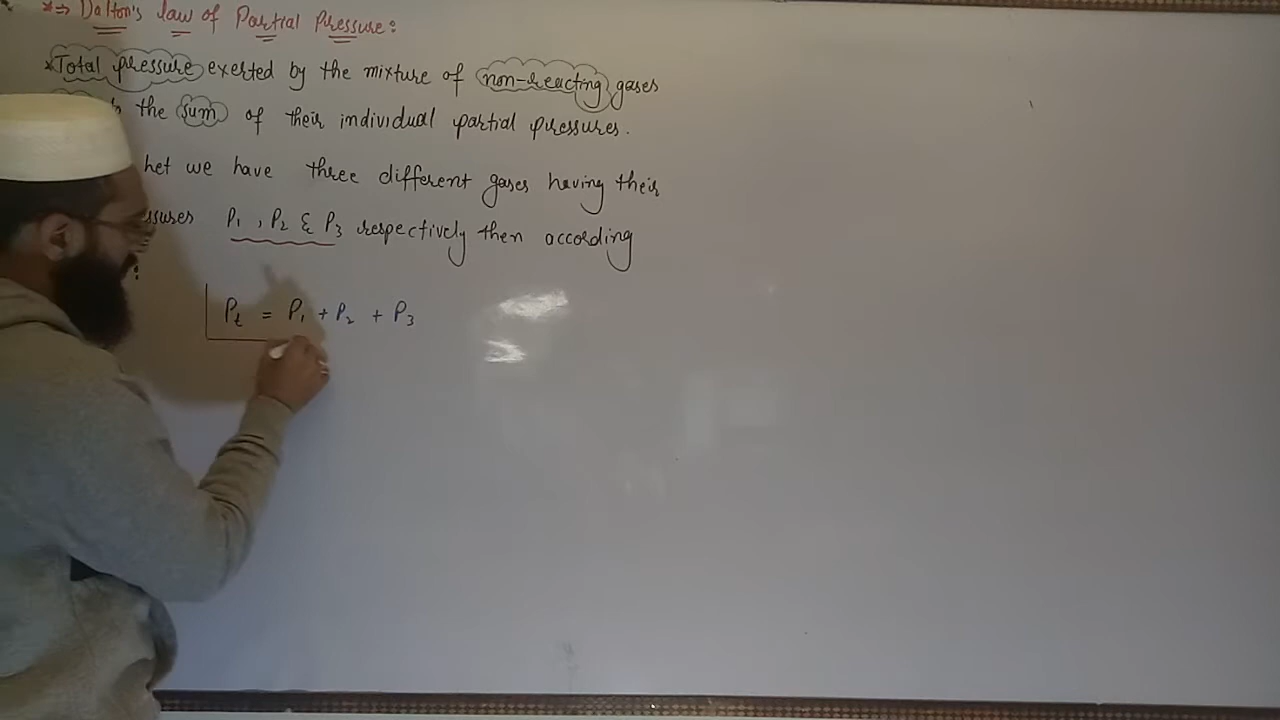 *⇒ Dalton's law of Partial Pressure:
*Total pressure exerted by the mixture of non-reacting gases
the sum of their individual partial pressures.
het we have three different gases having their
ssures P₁ , P₂ & P₃ respectively then according
:
Pₜ = P₁ + P₂ + P₃